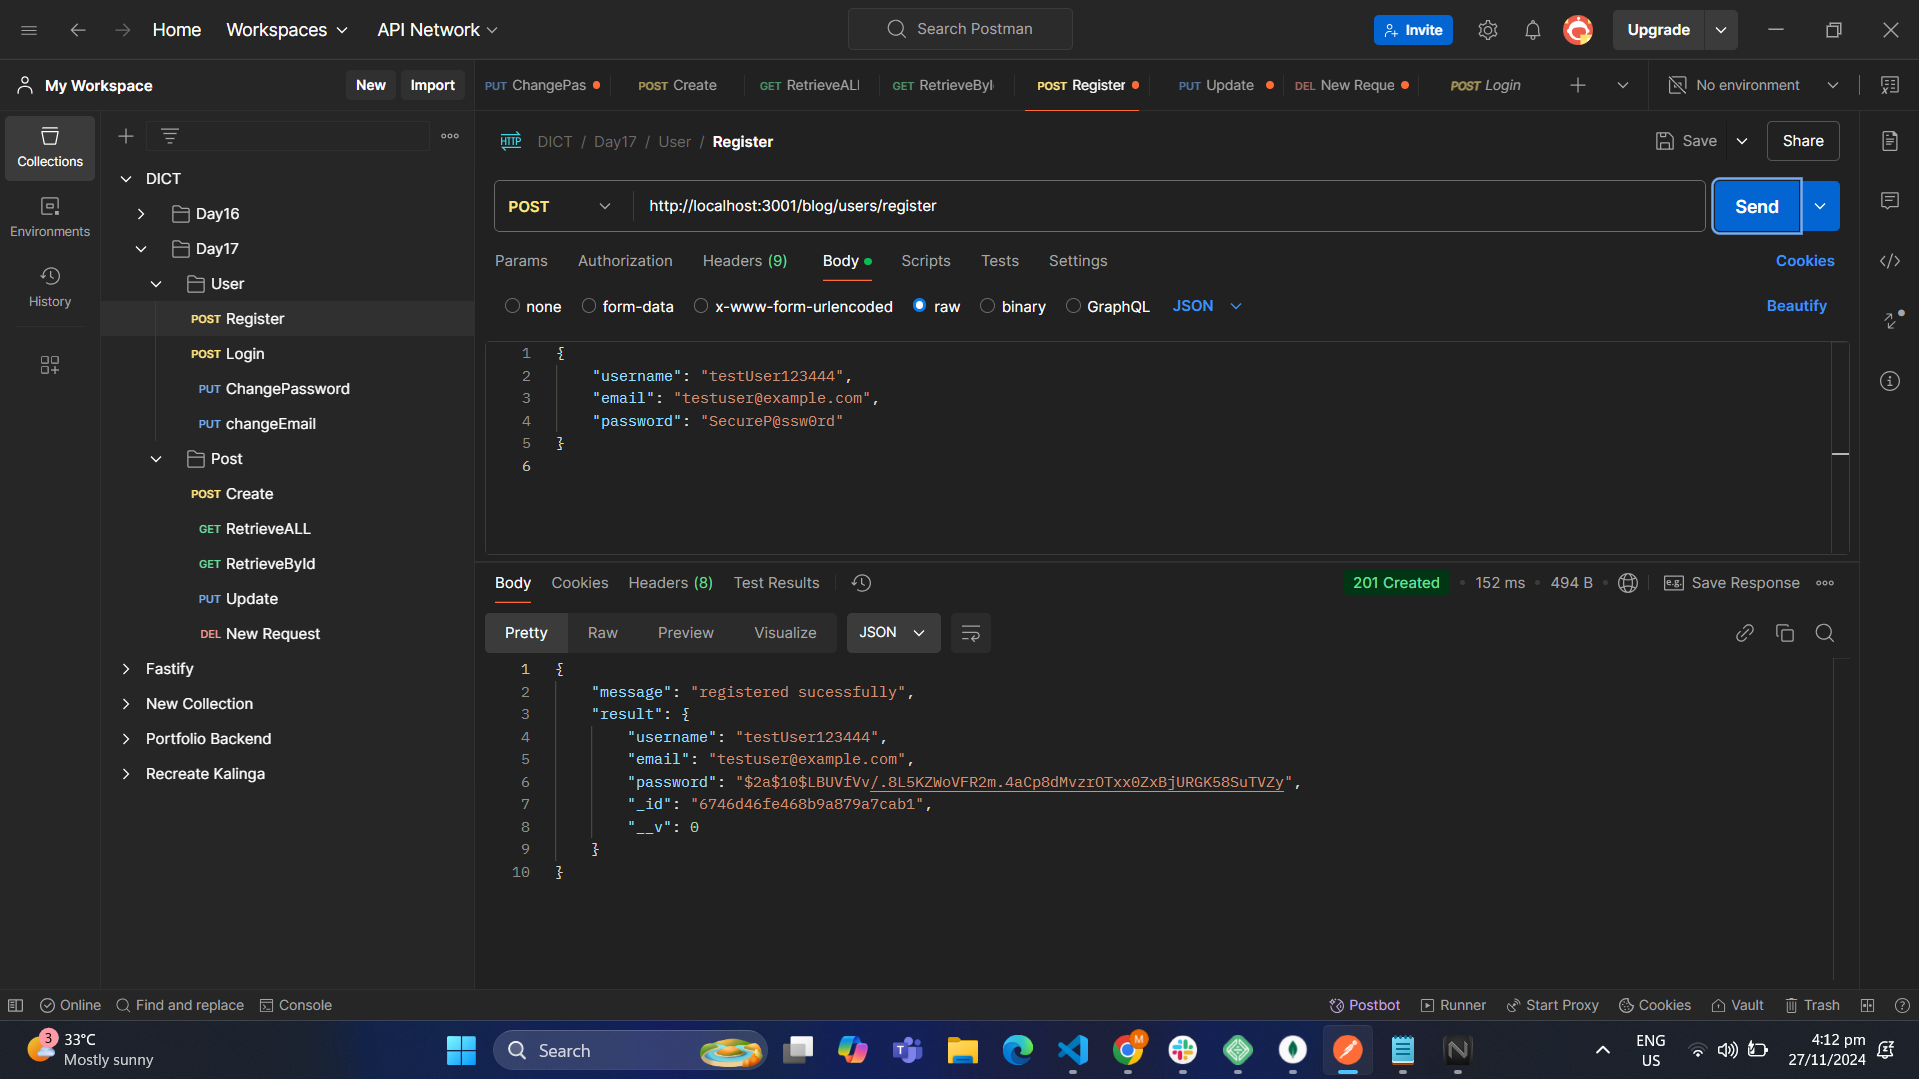 Home Workspaces API Network Search Postman Invite Upgrade
My Workspace New Import PUT ChangePas POST Create GET RetrieveALL GET RetrieveById POST Register PUT Update DEL New Reque POST Login No environment
Collections
Environments
History
DICT
Day16
Day17
User
POST Register
POST Login
PUT ChangePassword
PUT changeEmail
Post
POST Create
GET RetrieveALL
GET RetrieveById
PUT Update
DEL New Request
Fastify
New Collection
Portfolio Backend
Recreate Kalinga
HTTP DICT / Day17 / User / Register Save Share
POST http://localhost:3001/blog/users/register Send
Params Authorization Headers (9) Body Scripts Tests Settings Cookies
none form-data x-www-form-urlencoded raw binary GraphQL JSON Beautify
1 {
2 "username": "testUser123444",
3 "email": "testuser@example.com",
4 "password": "SecureP@ssw0rd"
5 }
6
Body Cookies Headers (8) Test Results 201 Created 152 ms 494 B e.g. Save Response
Pretty Raw Preview Visualize JSON
1 {
2 "message": "registered sucessfully",
3 "result": {
4 "username": "testUser123444",
5 "email": "testuser@example.com",
6 "password": "$2a$10$LBUVfVv/.8L5KZWoVFR2m.4aCp8dMvzrOTxx0ZxBjURGK58SuTVZy",
7 "_id": "6746d46fe468b9a879a7cab1",
8 "__v": 0
9 }
10 }
Online Find and replace Console Postbot Runner Start Proxy Cookies Vault Trash
3 33°C
Mostly sunny
Search
M
ENG
US
4:12 pm
27/11/2024